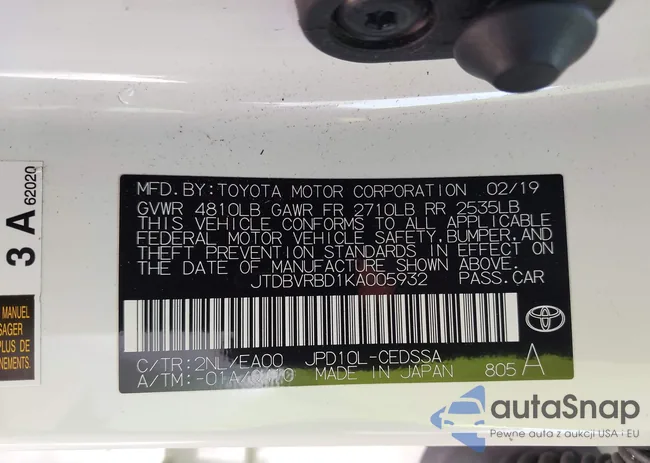 3 A 62020
MANUEL
SAGER
PLUS DE
NNEMENTS.
MFD.BY:TOYOTA MOTOR CORPORATION 02/19
GVWR 4810LB GAWR FR 2710LB RR 2535LB
THIS VEHICLE CONFORMS TO ALL APPLICABLE
FEDERAL MOTOR VEHICLE SAFETY,BUMPER,AND
THEFT PREVENTION STANDARDS IN EFFECT ON
THE DATE OF MANUFACTURE SHOWN ABOVE.
JTDBVRBD1KA005932 PASS.CAR
C/TR:2NL/EA00 JPD10L-CEDSSA
A/TM:-01A/ MADE IN JAPAN 805 A
autaSnap
Pewne auta z aukcji USA i EU